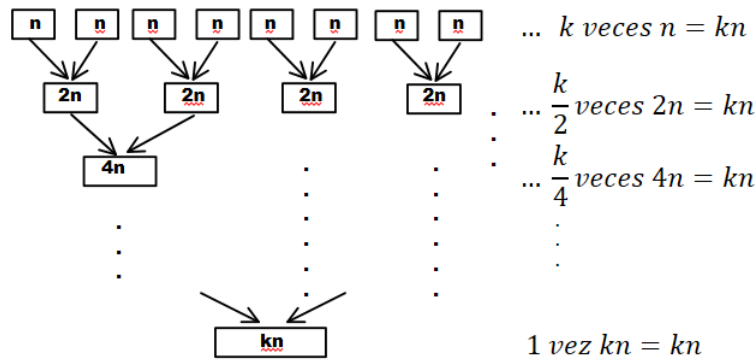 n n n n n n n n ... k veces n = kn
2n 2n 2n 2n ... k/2 veces 2n = kn
4n ... k/4 veces 4n = kn
kn 1 vez kn = kn